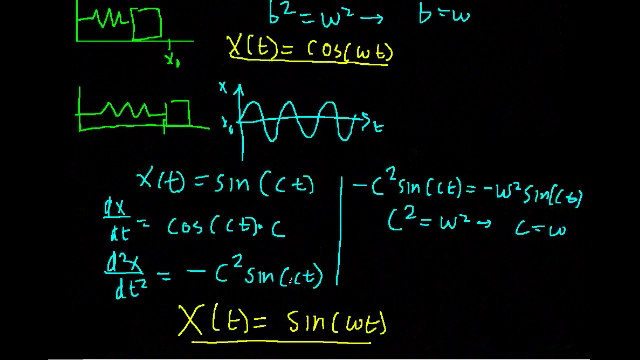 b² = w² → b = w
x₀
X(t) = cos(wt)
x
x₀
t
X(t) = sin(ct)
dx/dt = cos(ct)·c
d²x/dt² = -c² sin(ct)
-c² sin(ct) = -w² sin(ct)
c² = w² → c = w
X(t) = sin(wt)